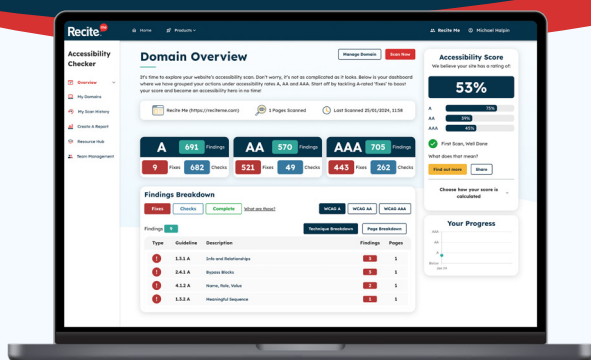 Recite me
Home
Products
Recite Me
Michael Halpin
Accessibility
Checker
Overview
My Domains
My Scan History
Create A Report
Resource Hub
Team Management
Domain Overview
Manage Domain
Scan Now
It's time to explore your website's accessibility scan. Don't worry, it's not as complicated as it looks. Below is your dashboard
where we have grouped your actions under accessibility rates A, AA and AAA. Start off by tackling A-rated 'fixes' to boost
your score and become an accessibility hero in no time!
Recite Me (https://reciteme.com)
1 Pages Scanned
Last Scanned 25/01/2024, 11:58
A 691 Findings
9 Fixes 682 Checks
AA 570 Findings
521 Fixes 49 Checks
AAA 705 Findings
443 Fixes 262 Checks
Findings Breakdown
Fixes
Checks
Complete
What are these?
WCAG A
WCAG AA
WCAG AAA
Findings 9
Technique Breakdown
Page Breakdown
Type Guideline Description Findings Pages
1.3.1 A Info and Relationships 1
2.4.1 A Bypass Blocks 1
4.1.2 A Name, Role, Value 2 1
1.3.2 A Meaningful Sequence 1 1
Accessibility Score
We believe your site has a rating of:
53%
A 75%
AA 39%
AAA 45%
First Scan, Well Done
What does that mean?
Find out more
Share
Choose how your score is
calculated
Your Progress
AAA
AA
A
Below